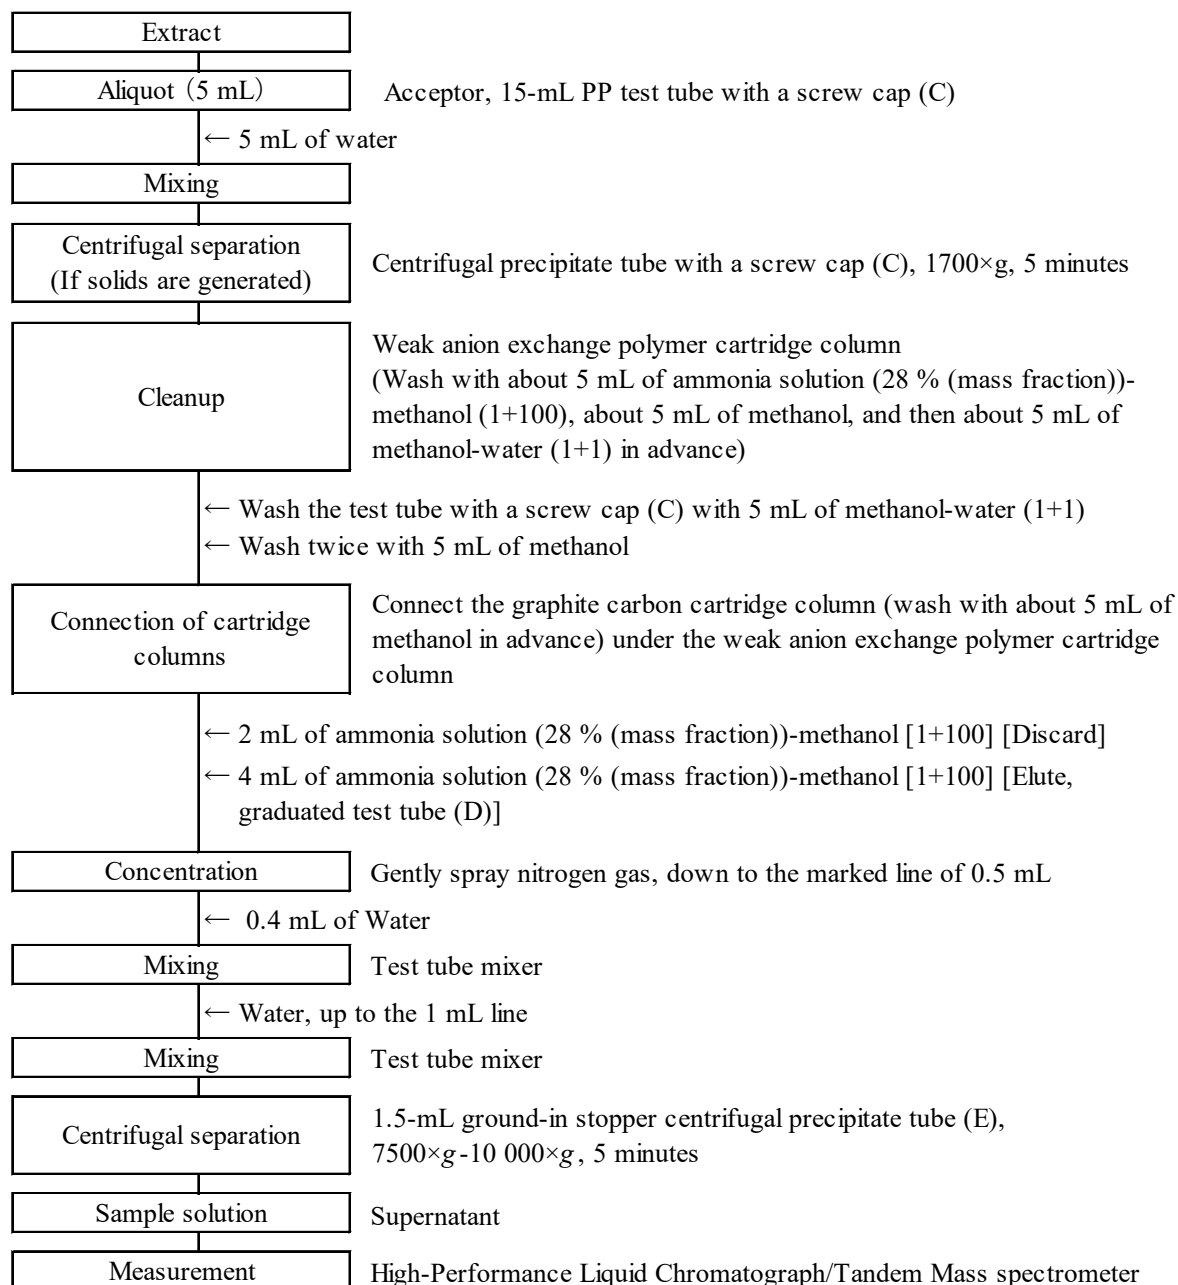 Extract
Aliquot（5 mL）
Acceptor, 15-mL PP test tube with a screw cap (C)
← 5 mL of water
Mixing
Centrifugal separation
(If solids are generated)
Centrifugal precipitate tube with a screw cap (C), 1700×g, 5 minutes
Cleanup
Weak anion exchange polymer cartridge column
(Wash with about 5 mL of ammonia solution (28 % (mass fraction))-
methanol (1+100), about 5 mL of methanol, and then about 5 mL of
methanol-water (1+1) in advance)
← Wash the test tube with a screw cap (C) with 5 mL of methanol-water (1+1)
← Wash twice with 5 mL of methanol
Connection of cartridge
columns
Connect the graphite carbon cartridge column (wash with about 5 mL of
methanol in advance) under the weak anion exchange polymer cartridge
column
← 2 mL of ammonia solution (28 % (mass fraction))-methanol [1+100] [Discard]
← 4 mL of ammonia solution (28 % (mass fraction))-methanol [1+100] [Elute,
graduated test tube (D)]
Concentration
Gently spray nitrogen gas, down to the marked line of 0.5 mL
← 0.4 mL of Water
Mixing
Test tube mixer
← Water, up to the 1 mL line
Mixing
Test tube mixer
Centrifugal separation
1.5-mL ground-in stopper centrifugal precipitate tube (E),
7500×g-10 000×g, 5 minutes
Sample solution
Supernatant
Measurement
High-Performance Liquid Chromatograph/Tandem Mass spectrometer